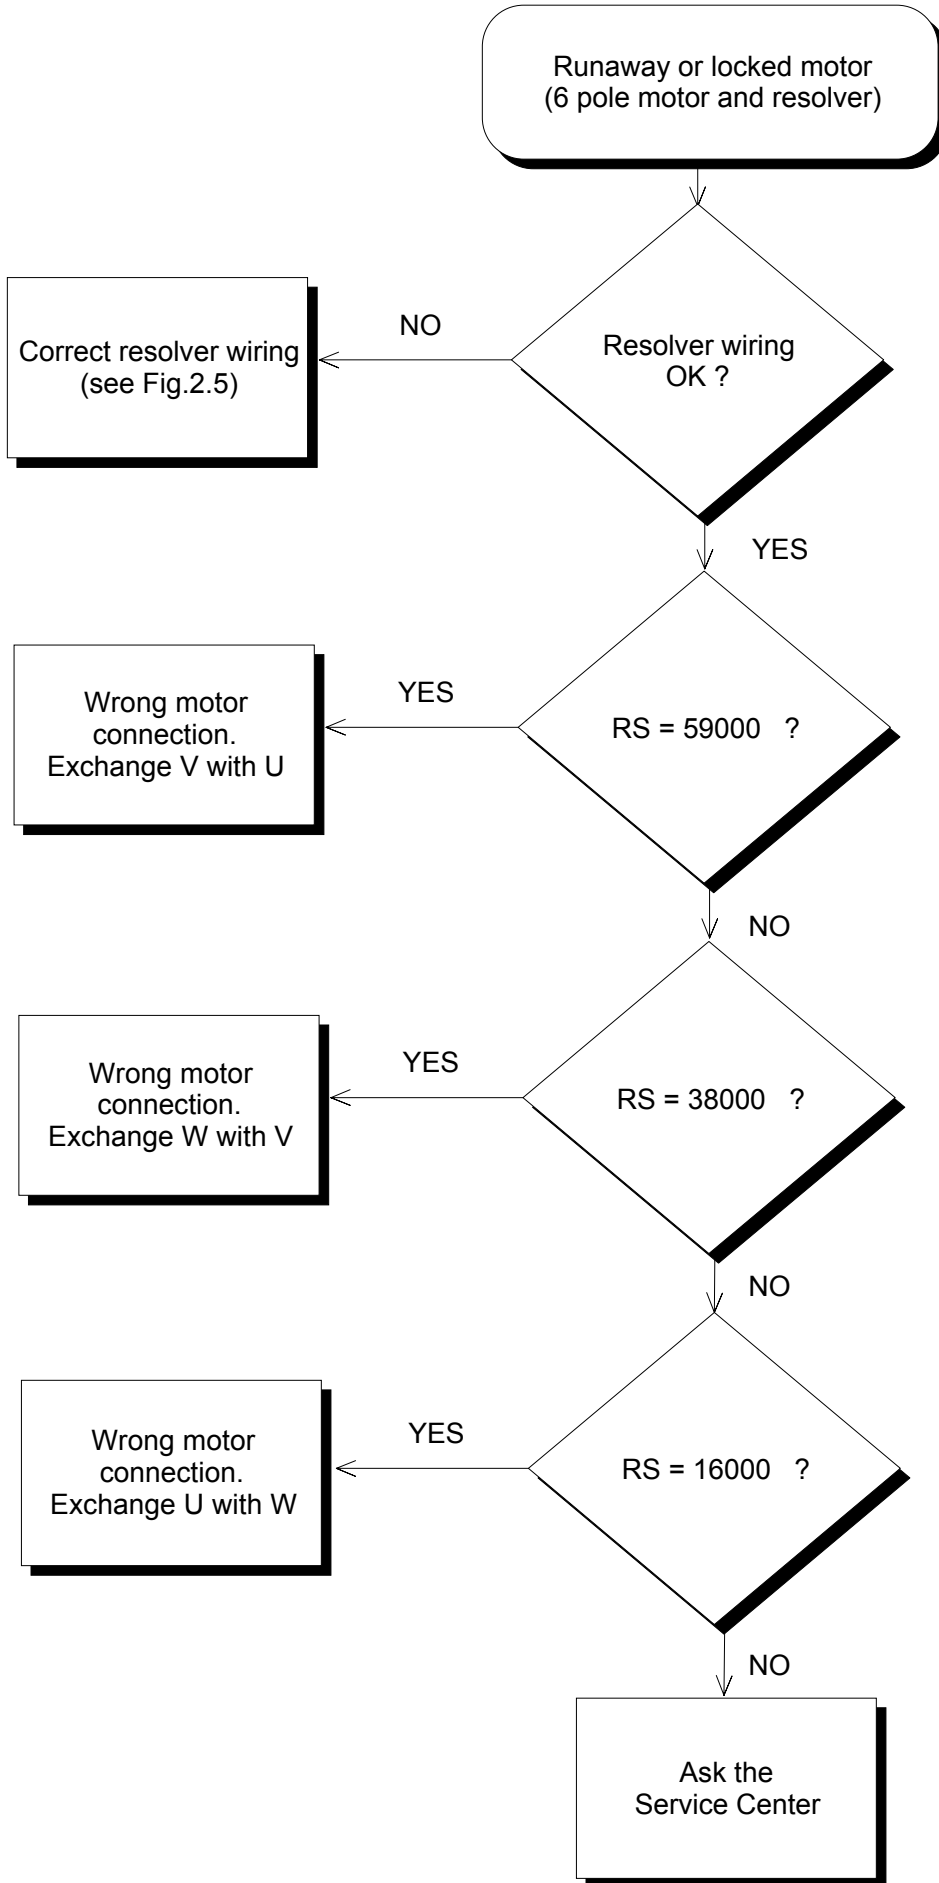 Runaway or locked motor
(6 pole motor and resolver)
Resolver wiring
OK ?
NO
Correct resolver wiring
(see Fig.2.5)
YES
RS = 59000 ?
YES
Wrong motor
connection.
Exchange V with U
NO
RS = 38000 ?
YES
Wrong motor
connection.
Exchange W with V
NO
RS = 16000 ?
YES
Wrong motor
connection.
Exchange U with W
NO
Ask the
Service Center